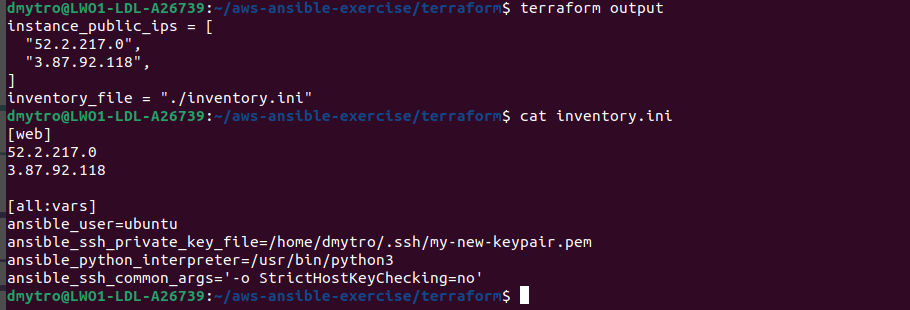 dmytro@LWO1-LDL-A26739:~/aws-ansible-exercise/terraform$ terraform output
instance_public_ips = [
  "52.2.217.0",
  "3.87.92.118",
]
inventory_file = "./inventory.ini"
dmytro@LWO1-LDL-A26739:~/aws-ansible-exercise/terraform$ cat inventory.ini
[web]
52.2.217.0
3.87.92.118

[all:vars]
ansible_user=ubuntu
ansible_ssh_private_key_file=/home/dmytro/.ssh/my-new-keypair.pem
ansible_python_interpreter=/usr/bin/python3
ansible_ssh_common_args='-o StrictHostKeyChecking=no'
dmytro@LWO1-LDL-A26739:~/aws-ansible-exercise/terraform$